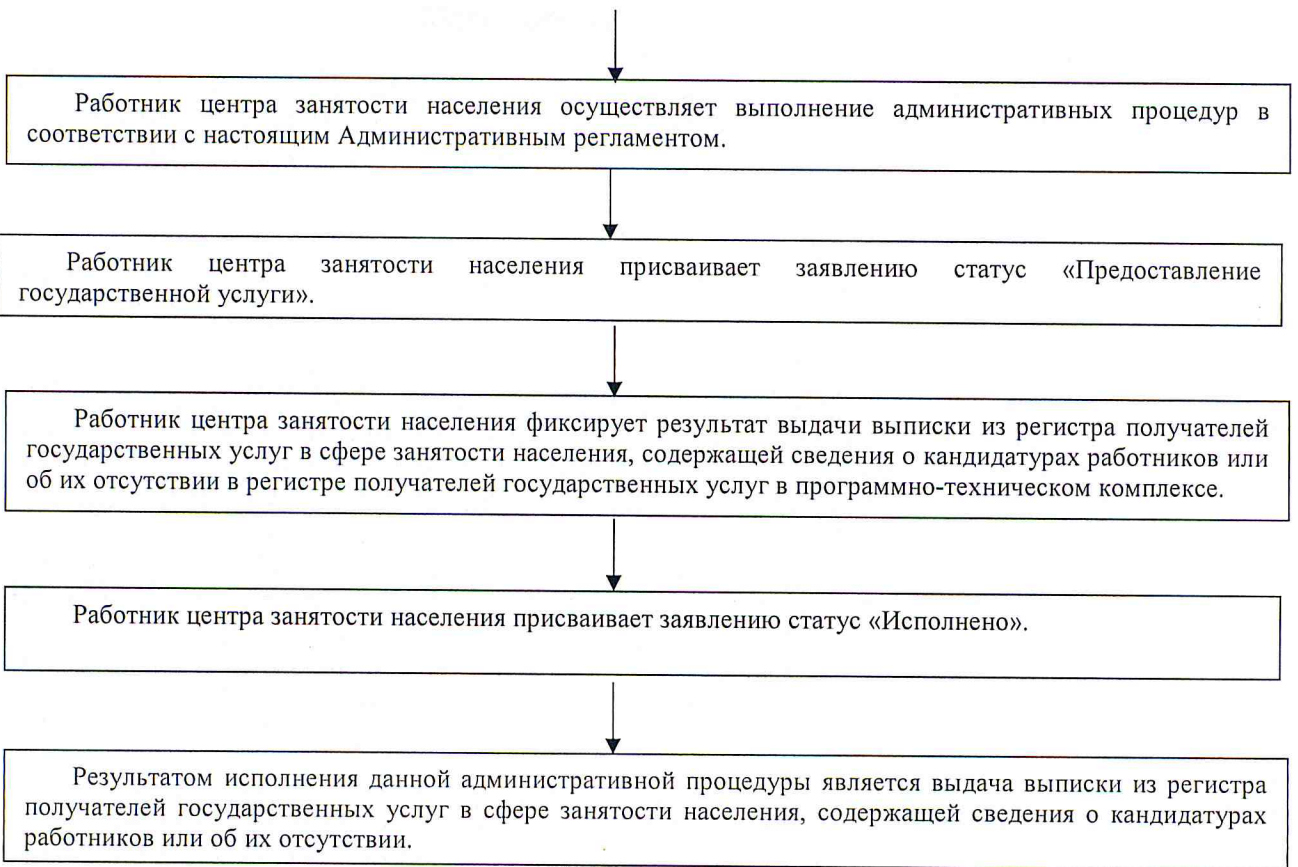 Работник центра занятости населения осуществляет выполнение административных процедур в
соответствии с настоящим Административным регламентом.
Работник центра занятости населения присваивает заявлению статус «Предоставление
государственной услуги».
Работник центра занятости населения фиксирует результат выдачи выписки из регистра получателей
государственных услуг в сфере занятости населения, содержащей сведения о кандидатурах работников или
об их отсутствии в регистре получателей государственных услуг в программно-техническом комплексе.
Работник центра занятости населения присваивает заявлению статус «Исполнено».
Результатом исполнения данной административной процедуры является выдача выписки из регистра
получателей государственных услуг в сфере занятости населения, содержащей сведения о кандидатурах
работников или об их отсутствии.